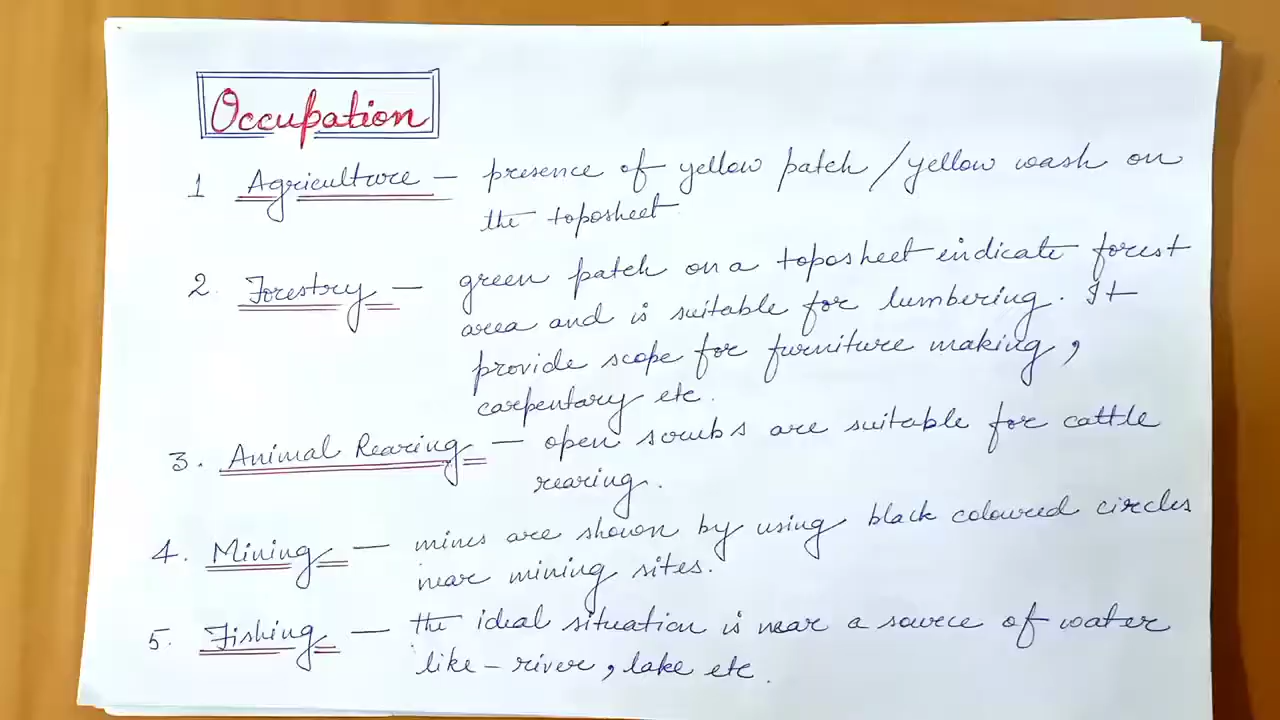 Occupation
1 Agriculture — presence of yellow patch / yellow wash on
the toposheet
2. Forestry — green patch on a toposheet indicate forest
area and is suitable for lumbering. It
provide scope for furniture making,
carpentary etc.
3. Animal Rearing — open scrubs are suitable for cattle
rearing.
4. Mining — mines are shown by using black coloured circles
near mining sites.
5. Fishing — the ideal situation is near a source of water
like - river, lake etc.